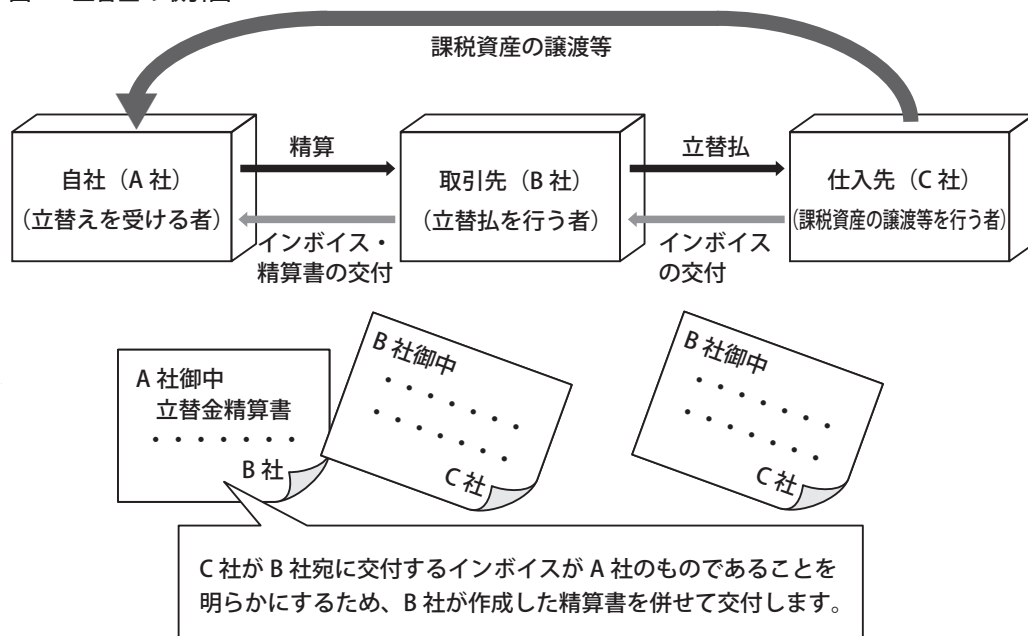 課税資産の譲渡等
自社（A 社）
（立替えを受ける者）
精算
インボイス・
精算書の交付
取引先（B 社）
（立替払を行う者）
立替払
インボイス
の交付
仕入先（C 社）
（課税資産の譲渡等を行う者）
A 社御中
立替金精算書
・・・・・・・
B 社
B 社御中
・・・・・・
・・・・・・
C 社
B 社御中
・・・・・・
・・・・・・
C 社
C 社が B 社宛に交付するインボイスが A 社のものであることを
明らかにするため、B 社が作成した精算書を併せて交付します。